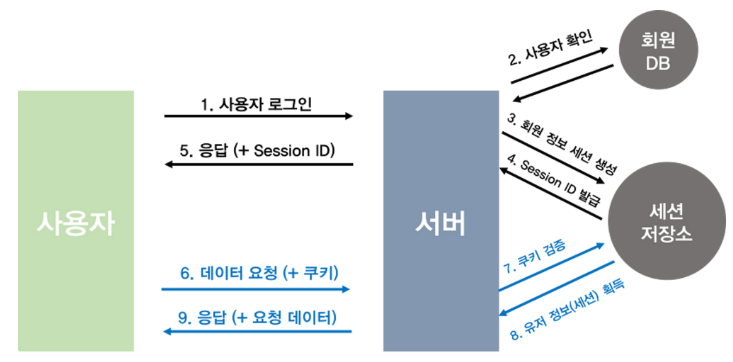 사용자
1. 사용자 로그인
5. 응답 (+ Session ID)
6. 데이터 요청 (+ 쿠키)
9. 응답 (+ 요청 데이터)
서버
2. 사용자 확인
3. 회원 정보 세션 생성
4. Session ID 발급
7. 쿠키 검증
8. 유저 정보(세션) 획득
회원
DB
세션
저장소